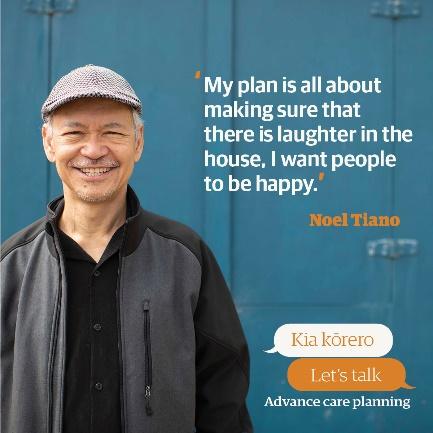 ‘My plan is all about
making sure that
there is laughter in the
house, I want people
to be happy.’
Noel Tiano
Kia kōrero
Let's talk
Advance care planning